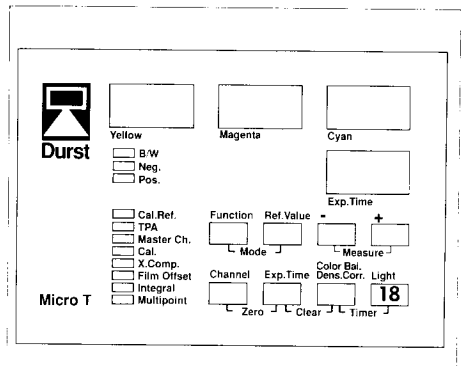 Yellow Magenta Cyan
Durst
B/W
Neg.
Pos.
Exp.Time
Cal.Ref.
TPA
Master Ch.
Cal.
X.Comp.
Film Offset
Integral
Multipoint
Function Ref.Value - +
Mode Measure
Channel Exp.Time Color Bal. Dens.Corr. Light
18
Zero Clear Timer
Micro T